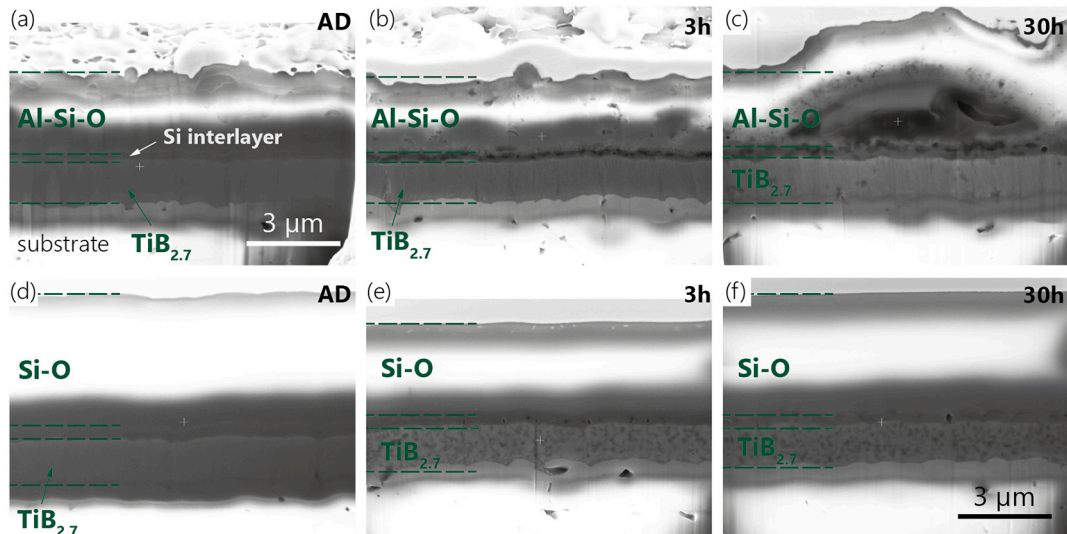 (a)
AD
Al-Si-O
Si interlayer
3 μm
substrate
TiB2.7
(b)
3h
Al-Si-O
TiB2.7
(c)
30h
Al-Si-O
TiB2.7
(d)
AD
Si-O
TiB2.7
(e)
3h
Si-O
TiB2.7
(f)
30h
Si-O
TiB2.7
3 μm